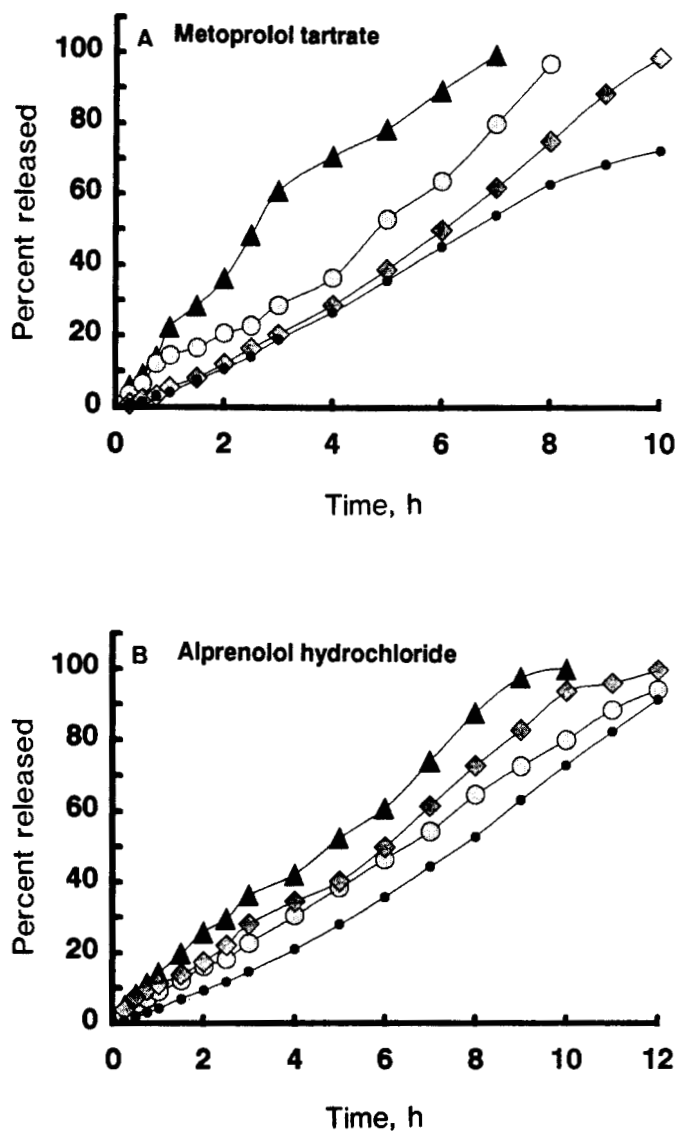 100
A Metoprolol tartrate
80
60
40
20
0
Percent released
0 2 4 6 8 10
Time, h
100
B Alprenolol hydrochloride
80
60
40
20
0
Percent released
0 2 4 6 8 10 12
Time, h